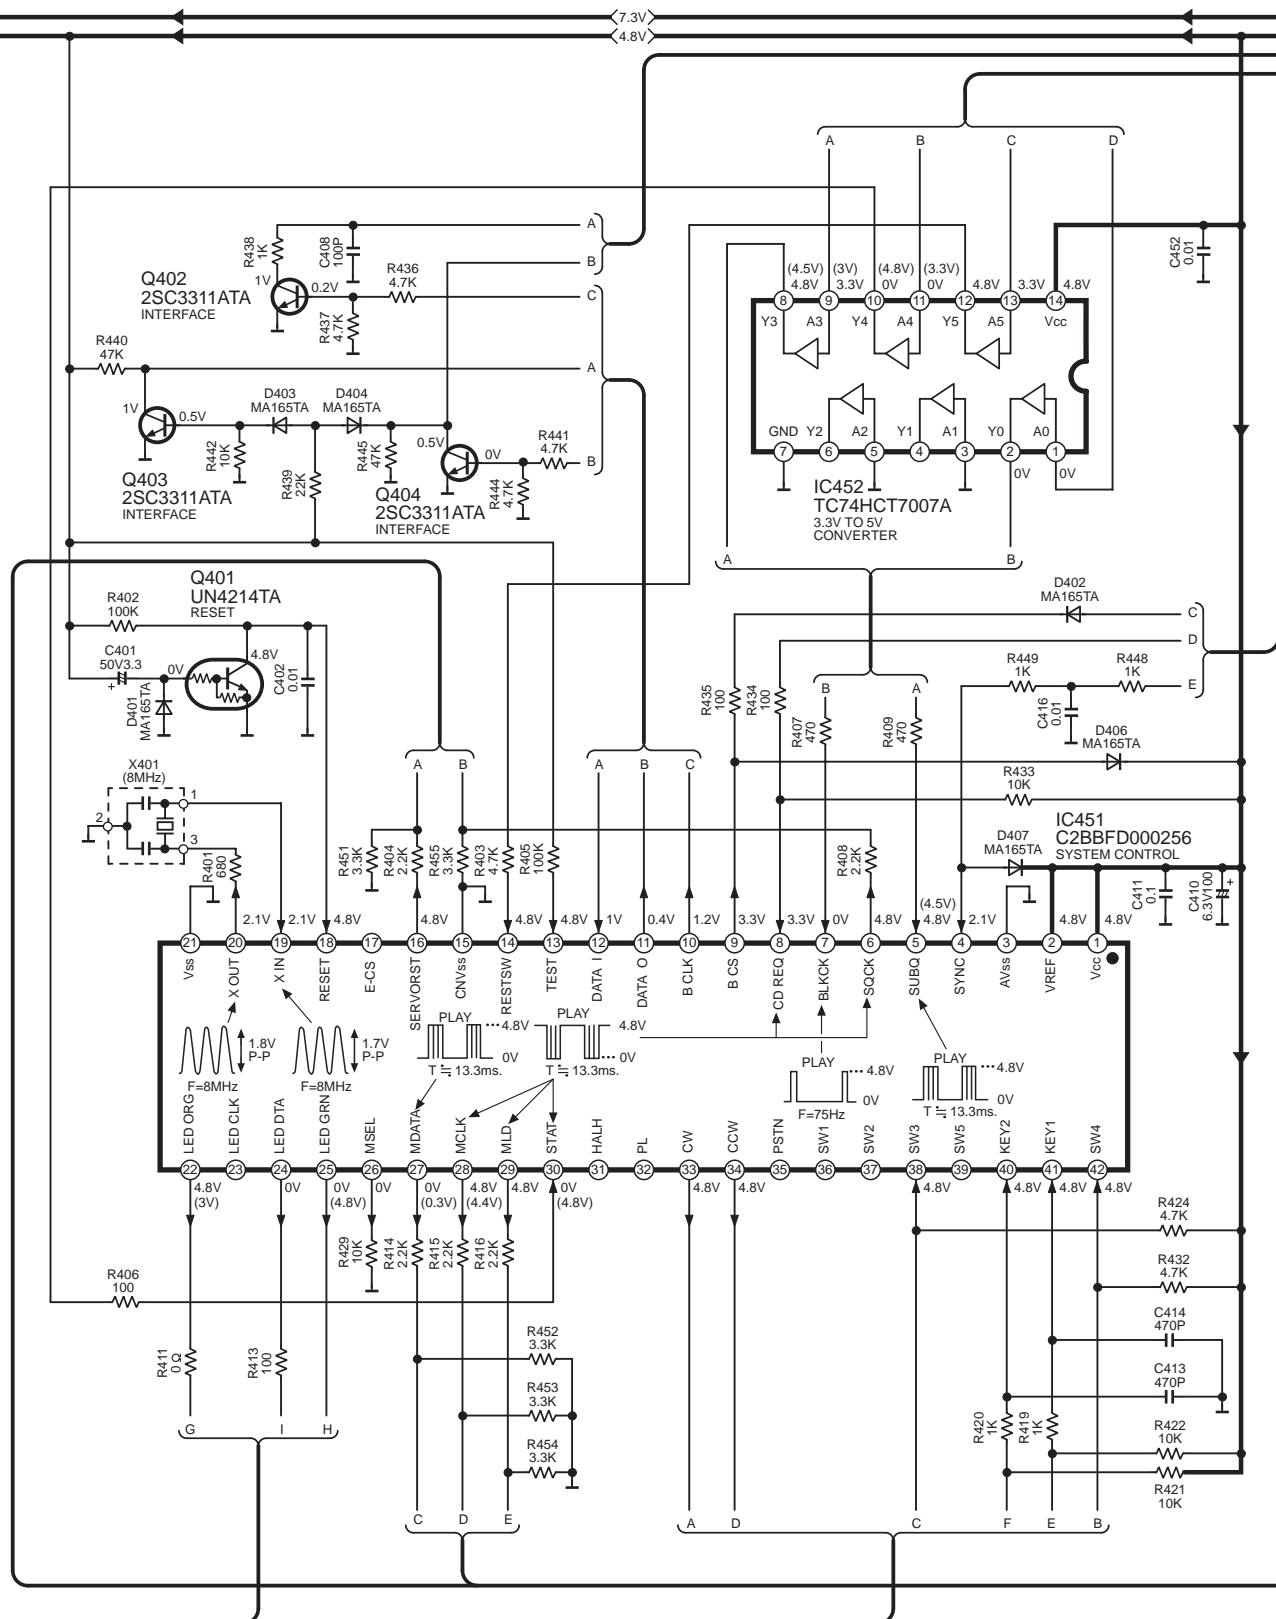 7.3V
4.8V
A B C D
R438
1K
C408
100P
A
B
C
Q402
2SC3311ATA
INTERFACE
1V
0.2V
R436
4.7K
R437
4.7K
C452
0.01
(4.5V) (3V) (4.8V) (3.3V)
4.8V 3.3V 0V 0V 4.8V 3.3V 4.8V
8 9 10 11 12 13 14
Y3 A3 Y4 A4 Y5 A5 Vcc
R440
47K
A
D403
MA165TA
D404
MA165TA
1V
0.5V
R442
10K
R439
22K
R445
47K
0.5V
0V
R441
4.7K
B
R444
4.7K
GND Y2 A2 Y1 A1 Y0 A0
7 6 5 4 3 2 1
0V 0V
Q403
2SC3311ATA
INTERFACE
Q404
2SC3311ATA
INTERFACE
IC452
TC74HCT7007A
3.3V TO 5V
CONVERTER
A B
Q401
UN4214TA
RESET
R402
100K
C401
50V3.3
+
0V
4.8V
D401
MA165TA
C402
0.01
D402
MA165TA
C
D
E
R435
100
R434
100
B A
R407
470
R409
470
R449
1K
R448
1K
C416
0.01
D406
MA165TA
R433
10K
X401
(8MHz)
1
2
3
R401
680
A B
A B C
R451
3.3K
R404
2.2K
R455
3.3K
R403
4.7K
R405
100K
R408
2.2K
D407
MA165TA
IC451
C2BBFD000256
SYSTEM CONTROL
C411
0.1
C410
6.3V100
+
(4.5V)
2.1V 2.1V 4.8V 4.8V 4.8V 4.8V 1V 0.4V 1.2V 3.3V 3.3V 0V 4.8V 4.8V 2.1V 4.8V 4.8V
21 20 19 18 17 16 15 14 13 12 11 10 9 8 7 6 5 4 3 2 1
Vss X OUT X IN RESET E-CS SERVORST CNVss RESTSW TEST DATA I DATA O B CLK B CS CD REQ BLKCK SQCK SUBQ SYNC AVss VREF Vcc
1.8V
P-P
F=8MHz
1.7V
P-P
F=8MHz
PLAY
4.8V
0V
T ≒ 13.3ms.
PLAY
4.8V
0V
T ≒ 13.3ms.
PLAY
4.8V
0V
F=75Hz
PLAY
4.8V
0V
T ≒ 13.3ms.
LED ORG LED CLK LED DTA LED GRN MSEL MDATA MCLK MLD STAT HALH PL CW CCW PSTN SW1 SW2 SW3 SW5 KEY2 KEY1 SW4
22 23 24 25 26 27 28 29 30 31 32 33 34 35 36 37 38 39 40 41 42
4.8V 0V 0V 0V 0V 4.8V 4.8V 0V 4.8V 4.8V 4.8V 4.8V 4.8V 4.8V
(3V) (4.8V) (0.3V) (4.4V) (4.8V)
R429
10K
R414
2.2K
R415
2.2K
R416
2.2K
R424
4.7K
R432
4.7K
R406
100
R411
0 Ω
R413
100
R452
3.3K
R453
3.3K
R454
3.3K
C414
470P
C413
470P
R420
1K
R419
1K
R422
10K
R421
10K
G I H
C D E
A D C F E B